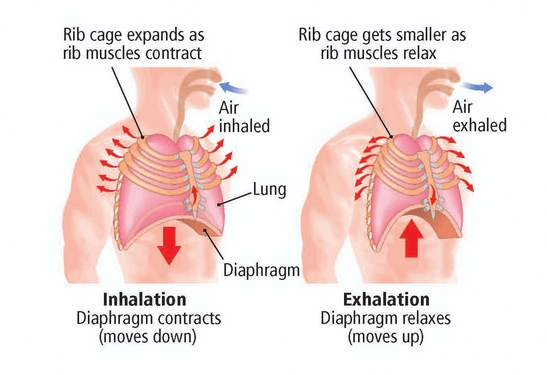 Rib cage expands as
rib muscles contract
Rib cage gets smaller as
rib muscles relax
Air
inhaled
Air
exhaled
Lung
Diaphragm
Inhalation
Diaphragm contracts
(moves down)
Exhalation
Diaphragm relaxes
(moves up)